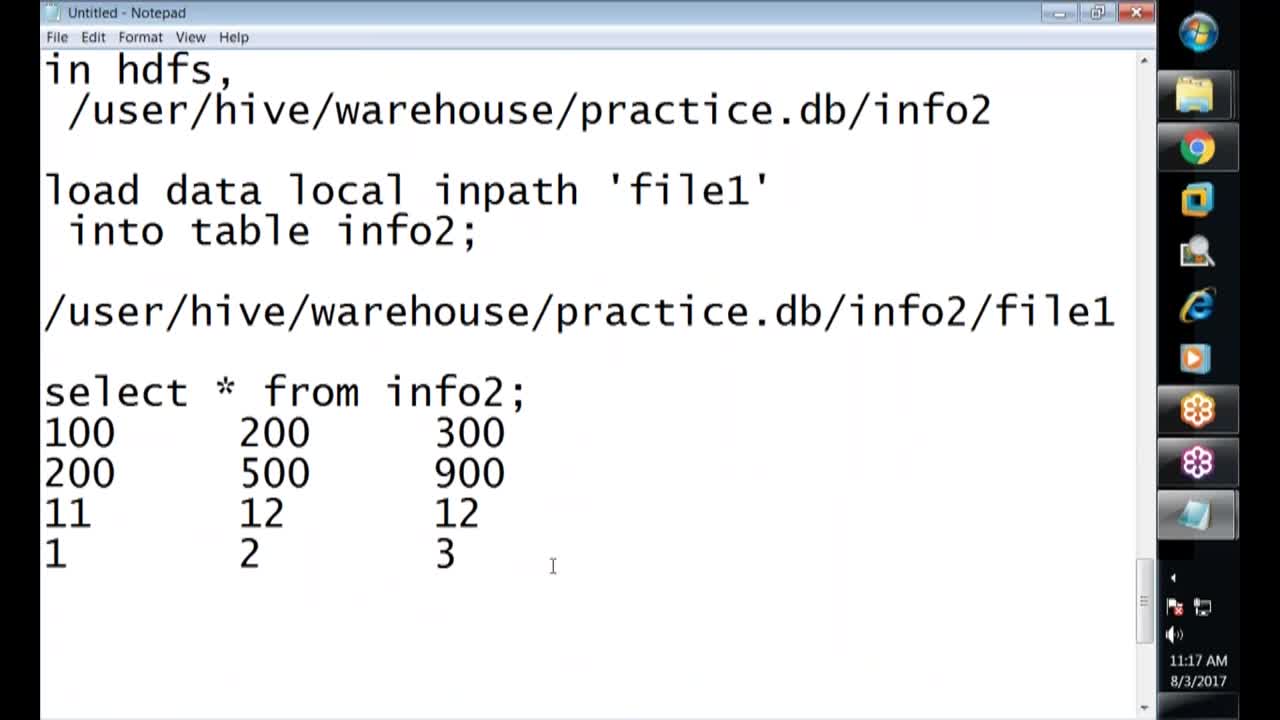 Untitled - Notepad
File Edit Format View Help
in hdfs,
/user/hive/warehouse/practice.db/info2
load data local inpath 'file1'
into table info2;
/user/hive/warehouse/practice.db/info2/file1
select * from info2;
100 200 300
200 500 900
11 12 12
1 2 3
11:17 AM
8/3/2017